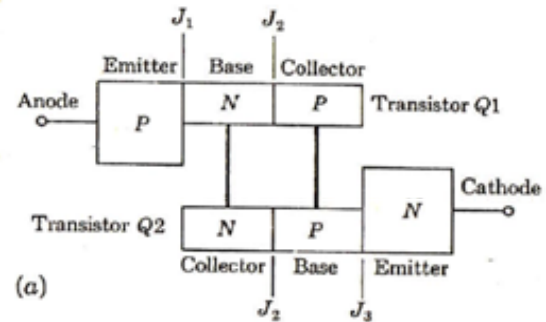 J1 J2
Emitter Base Collector
Anode
P N P Transistor Q1
Cathode
Transistor Q2 N P N
Collector Base Emitter
(a)
J2 J3